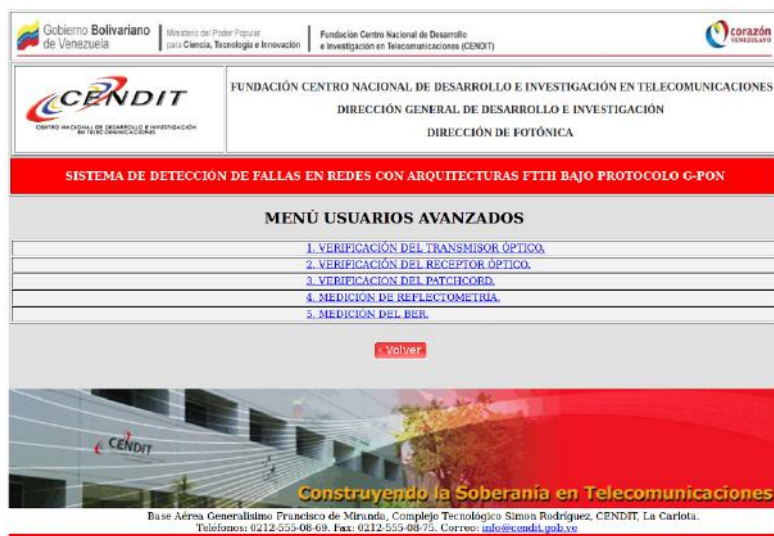 Gobierno Bolivariano
de Venezuela
Ministerio del Poder Popular
para Ciencia, Tecnología e Innovación
Fundación Centro Nacional de Desarrollo
e Investigación en Telecomunicaciones (CENDIT)
corazón
VENEZOLANO
CENDIT
CENTRO NACIONAL DE DESARROLLO E INVESTIGACIÓN
EN TELECOMUNICACIONES
FUNDACIÓN CENTRO NACIONAL DE DESARROLLO E INVESTIGACIÓN EN TELECOMUNICACIONES
DIRECCIÓN GENERAL DE DESARROLLO E INVESTIGACIÓN
DIRECCIÓN DE FOTÓNICA
SISTEMA DE DETECCIÓN DE FALLAS EN REDES CON ARQUITECTURAS FTTH BAJO PROTOCOLO G-PON
MENÙ USUARIOS AVANZADOS
1. VERIFICACIÓN DEL TRANSMISOR ÓPTICO.
2. VERIFICACIÓN DEL RECEPTOR ÓPTICO.
3. VERIFICACION DEL PATCHCORD.
4. MEDICIÓN DE REFLECTOMETRÍA.
5. MEDICIÓN DEL BER.
Volver
CENDIT
Construyendo la Soberanía en Telecomunicaciones
Base Aérea Generalísimo Francisco de Miranda, Complejo Tecnológico Simon Rodríguez, CENDIT, La Carlota.
Teléfonos: 0212-555-08-69. Fax: 0212-555-08-75. Correo: info@cendit.gob.ve